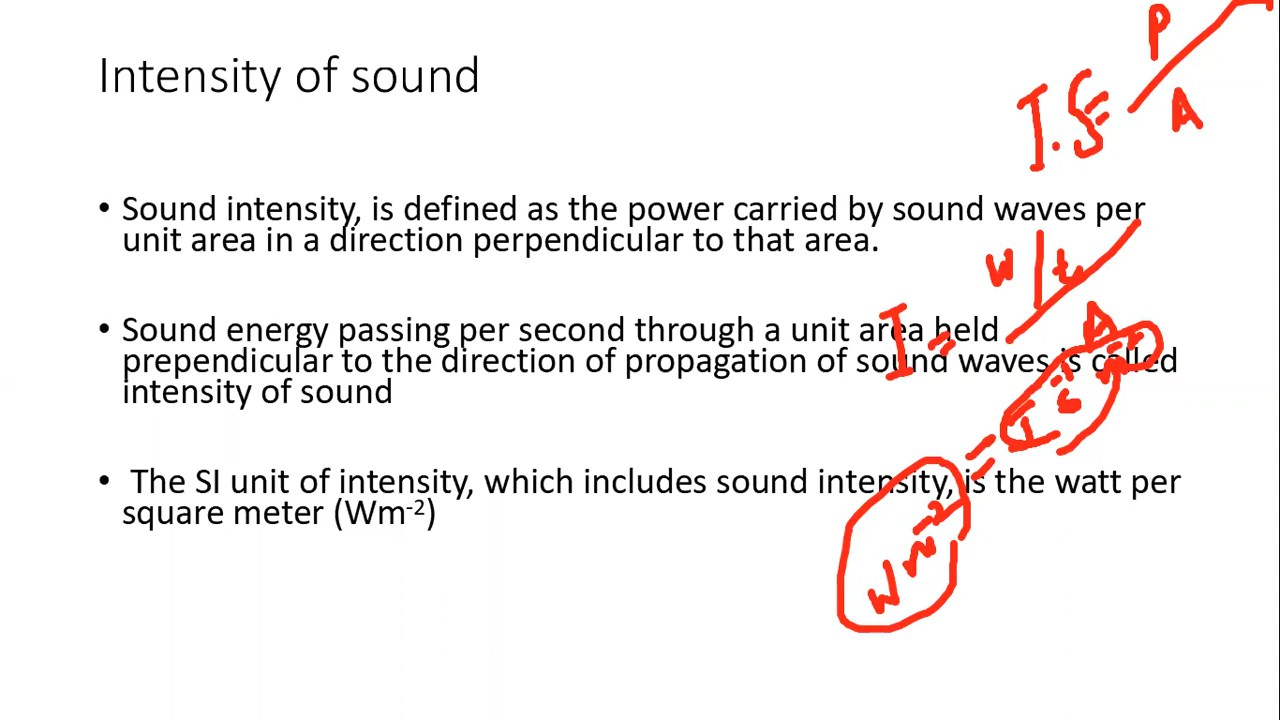 Intensity of sound
P
I.S =
A
• Sound intensity, is defined as the power carried by sound waves per
unit area in a direction perpendicular to that area.
W/t
• Sound energy passing per second through a unit area held
I =
A
prependicular to the direction of propagation of sound waves is called
intensity of sound
• The SI unit of intensity, which includes sound intensity, is the watt per
square meter (Wm-2)
Wm-2 =